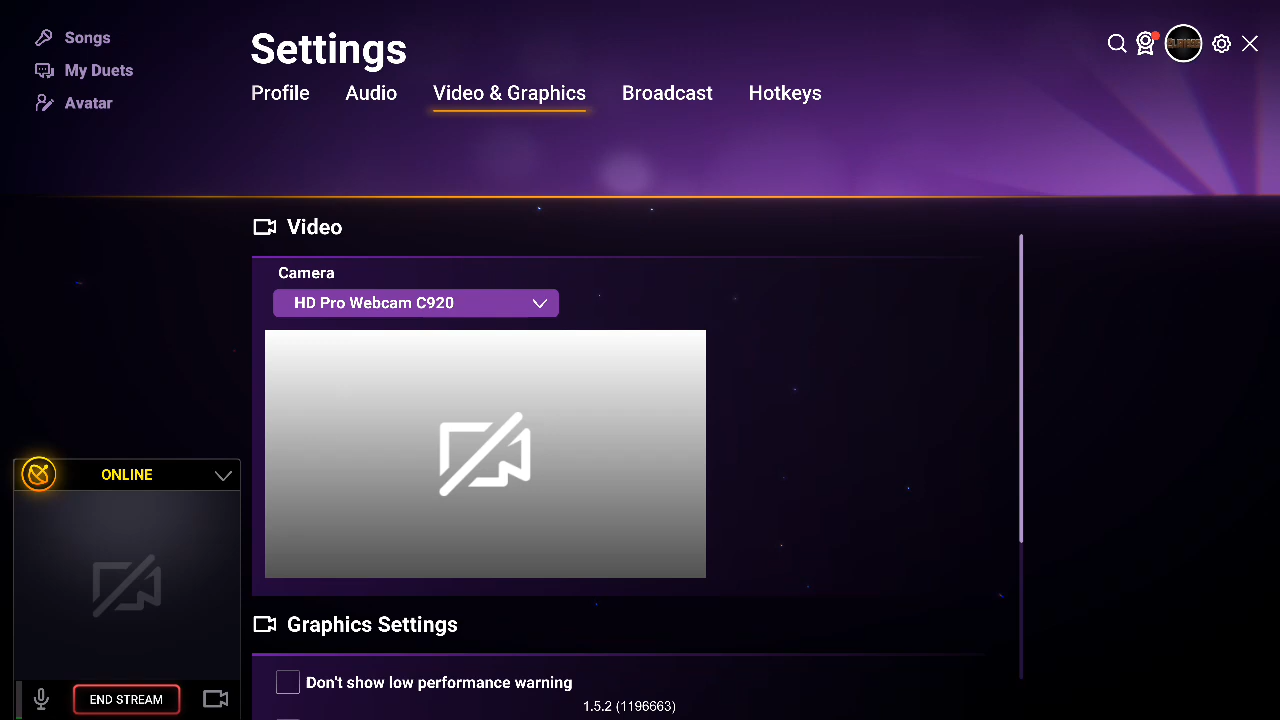 Songs
My Duets
Avatar
Settings
Profile
Audio
Video & Graphics
Broadcast
Hotkeys
Video
Camera
HD Pro Webcam C920
ONLINE
END STREAM
Graphics Settings
Don't show low performance warning
1.5.2 (1196663)